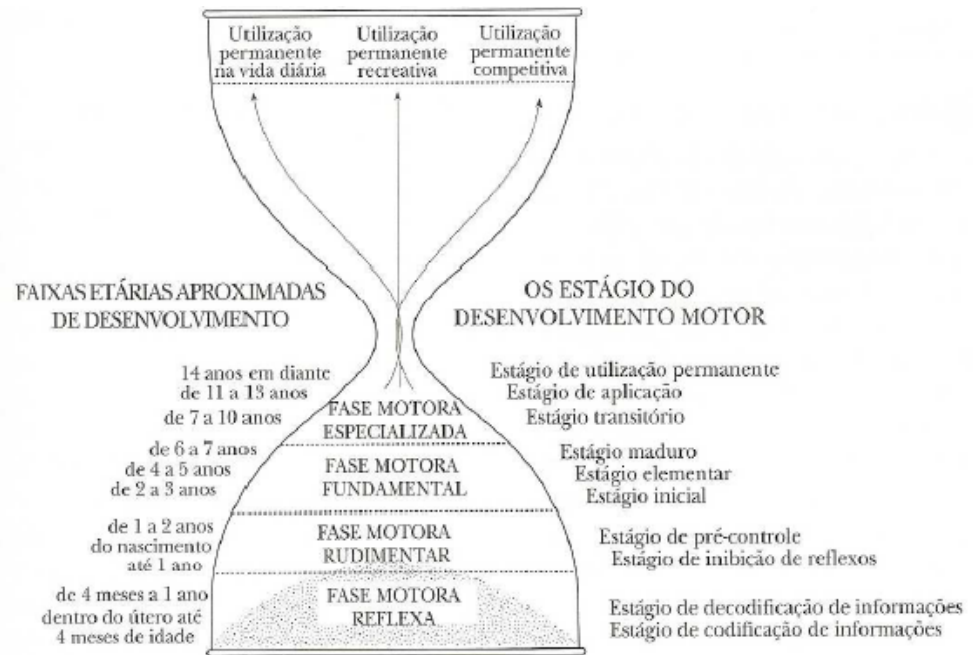 Utilização permanente na vida diária
Utilização permanente recreativa
Utilização permanente competitiva
FAIXAS ETÁRIAS APROXIMADAS
DE DESENVOLVIMENTO
OS ESTÁGIO DO
DESENVOLVIMENTO MOTOR
14 anos em diante
de 11 a 13 anos
de 7 a 10 anos
FASE MOTORA
ESPECIALIZADA
Estágio de utilização permanente
Estágio de aplicação
Estágio transitório
de 6 a 7 anos
de 4 a 5 anos
de 2 a 3 anos
FASE MOTORA
FUNDAMENTAL
Estágio maduro
Estágio elementar
Estágio inicial
de 1 a 2 anos
do nascimento
até 1 ano
FASE MOTORA
RUDIMENTAR
Estágio de pré-controle
Estágio de inibição de reflexos
de 4 meses a 1 ano
dentro do útero até
4 meses de idade
FASE MOTORA
REFLEXA
Estágio de decodificação de informações
Estágio de codificação de informações